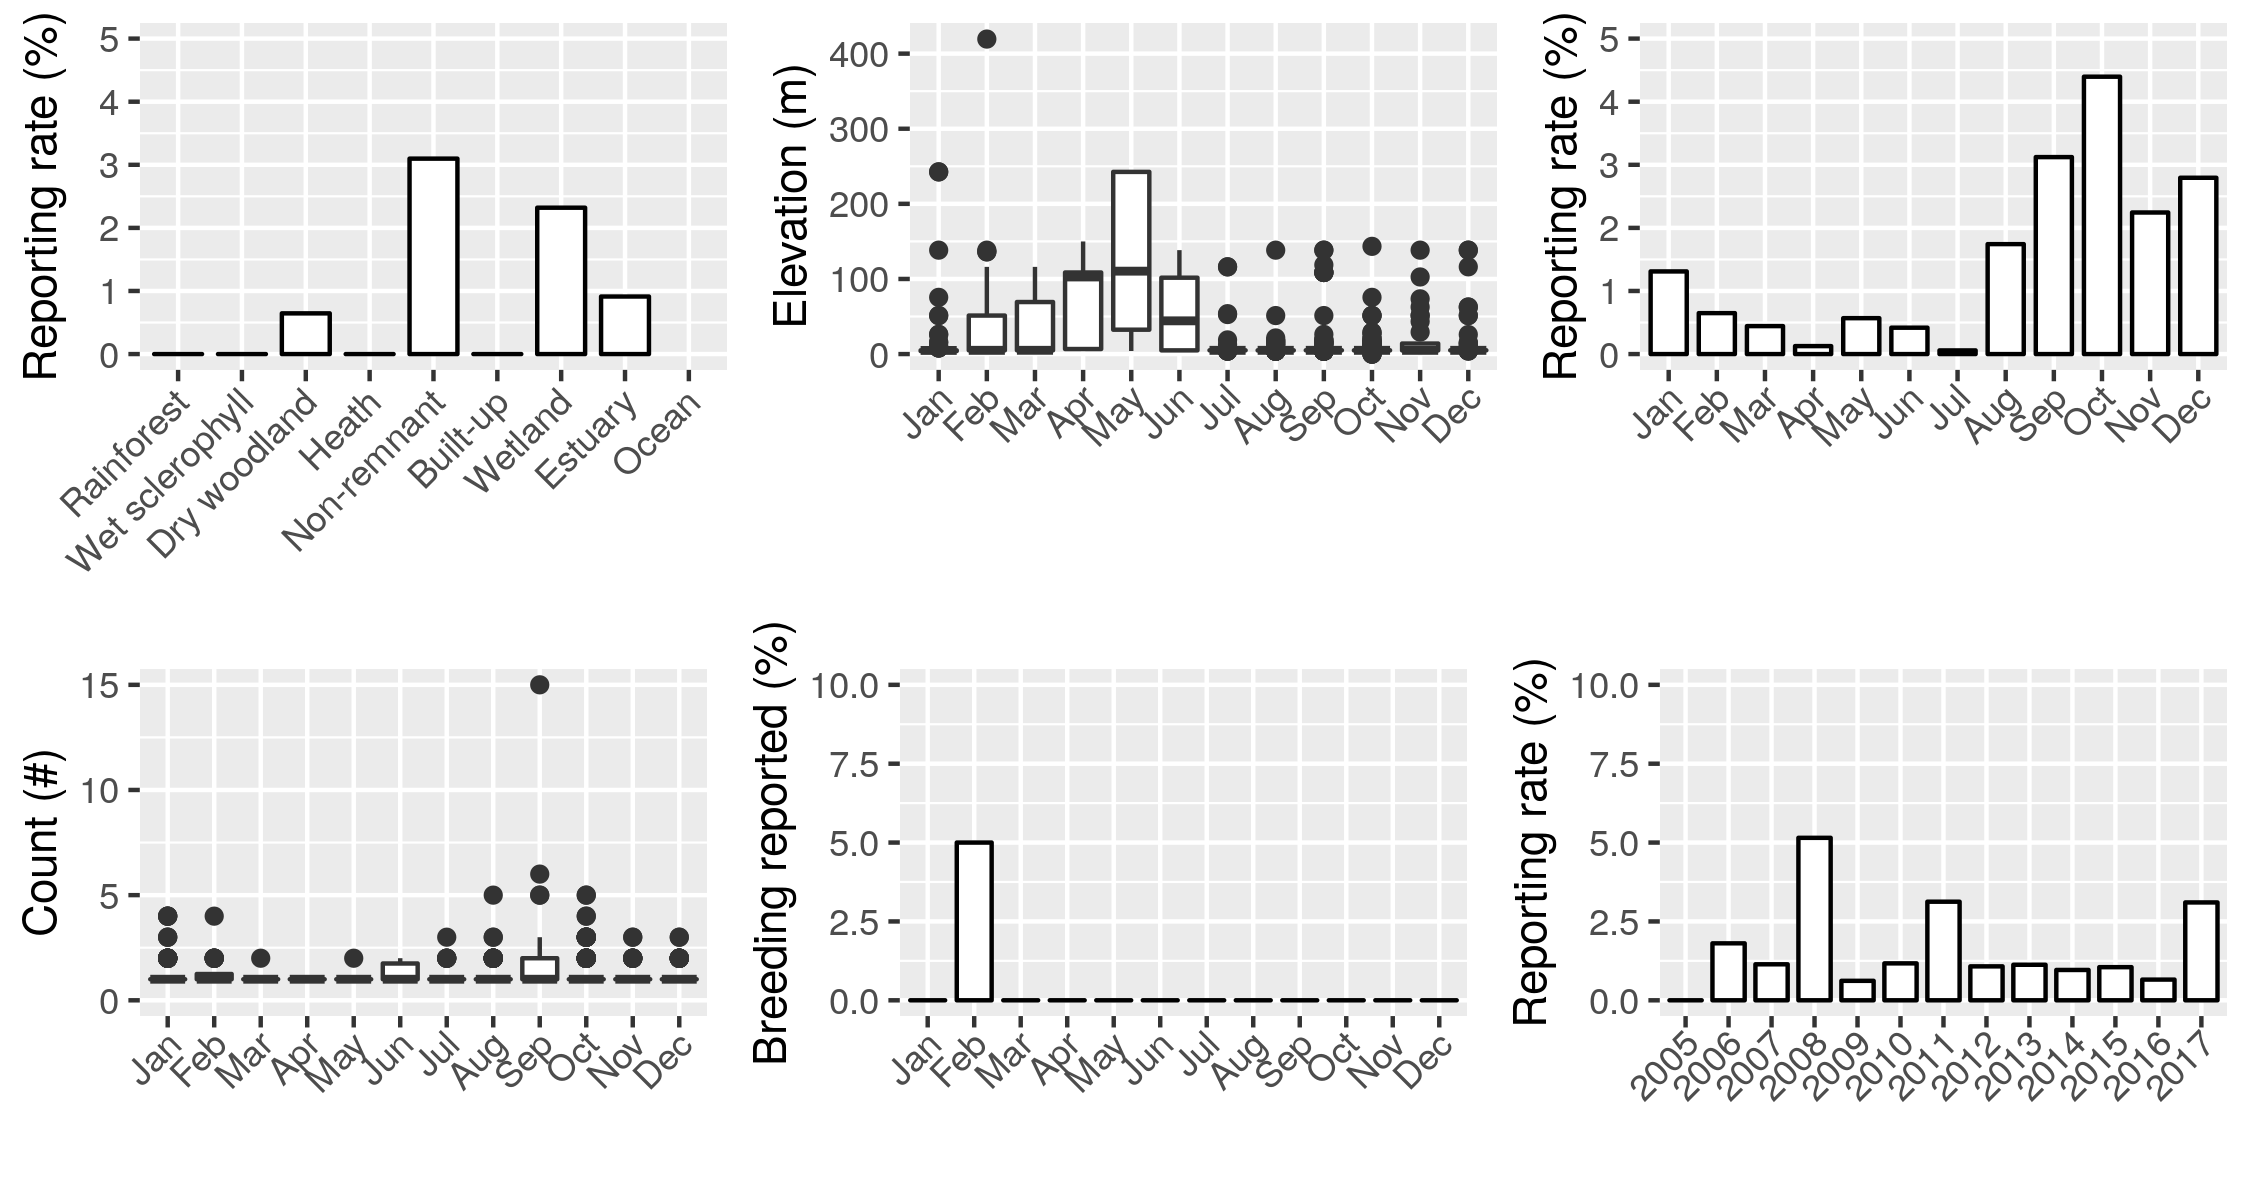 Reporting rate (%)
5
4
3
2
1
0
Rainforest
Wet sclerophyll
Dry woodland
Heath
Non-remnant
Built-up
Wetland
Estuary
Ocean
Elevation (m)
400
300
200
100
0
Jan
Feb
Mar
Apr
May
Jun
Jul
Aug
Sep
Oct
Nov
Dec
Reporting rate (%)
5
4
3
2
1
0
Jan
Feb
Mar
Apr
May
Jun
Jul
Aug
Sep
Oct
Nov
Dec
Count (#)
15
10
5
0
Jan
Feb
Mar
Apr
May
Jun
Jul
Aug
Sep
Oct
Nov
Dec
Breeding reported (%)
10.0
7.5
5.0
2.5
0.0
Jan
Feb
Mar
Apr
May
Jun
Jul
Aug
Sep
Oct
Nov
Dec
Reporting rate (%)
10.0
7.5
5.0
2.5
0.0
2005
2006
2007
2008
2009
2010
2011
2012
2013
2014
2015
2016
2017